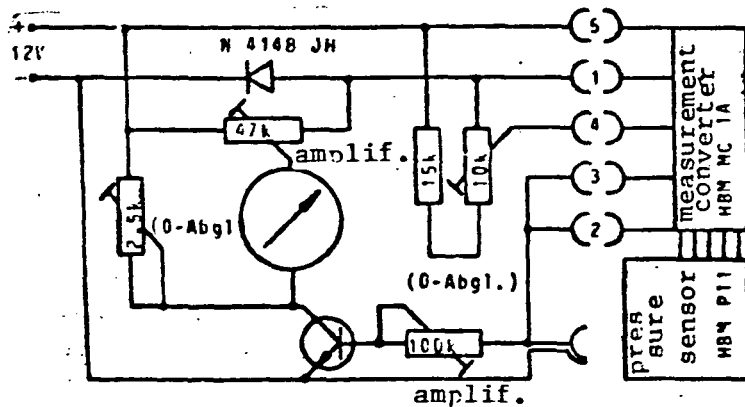 +
12V
-
N 4148 JH
47k
amplif.
2.5k
(0-Abgl
15k
10k
(0-Abgl.)
100k
amplif.
5
1
4
3
2
measurement
converter
HBM MC 1A
pres
sure
sensor
HBM P11